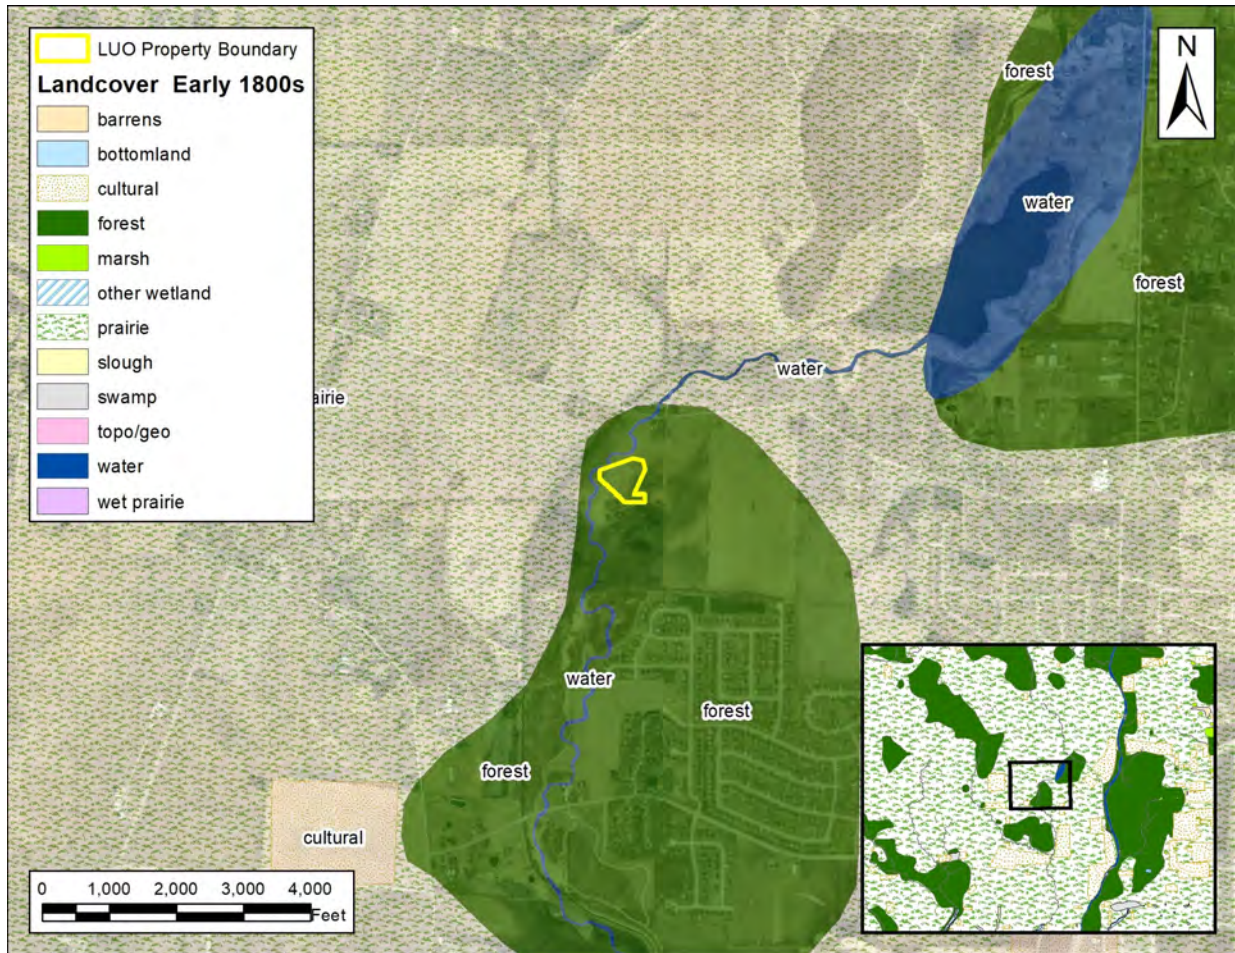 LUO Property Boundary
Landcover Early 1800s
barrens
bottomland
cultural
forest
marsh
other wetland
prairie
slough
swamp
topo/geo
water
wet prairie
airie
forest
N
water
forest
water
water
forest
forest
cultural
0 1,000 2,000 3,000 4,000
Feet